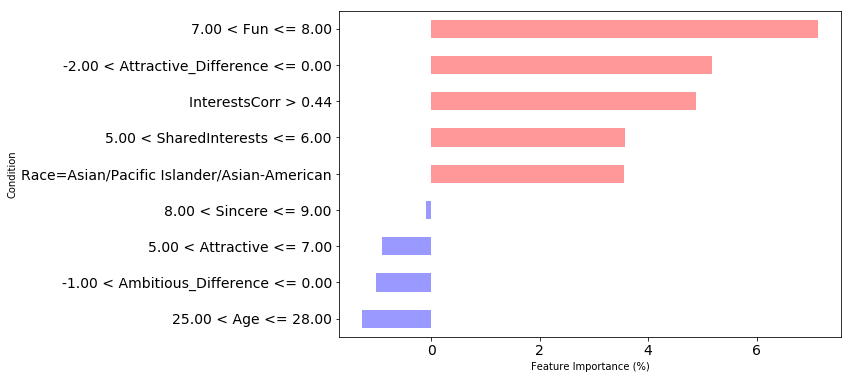 7.00 < Fun <= 8.00
-2.00 < Attractive_Difference <= 0.00
InterestsCorr > 0.44
5.00 < SharedInterests <= 6.00
Race=Asian/Pacific Islander/Asian-American
8.00 < Sincere <= 9.00
5.00 < Attractive <= 7.00
-1.00 < Ambitious_Difference <= 0.00
25.00 < Age <= 28.00
Condition
0 2 4 6
Feature Importance (%)